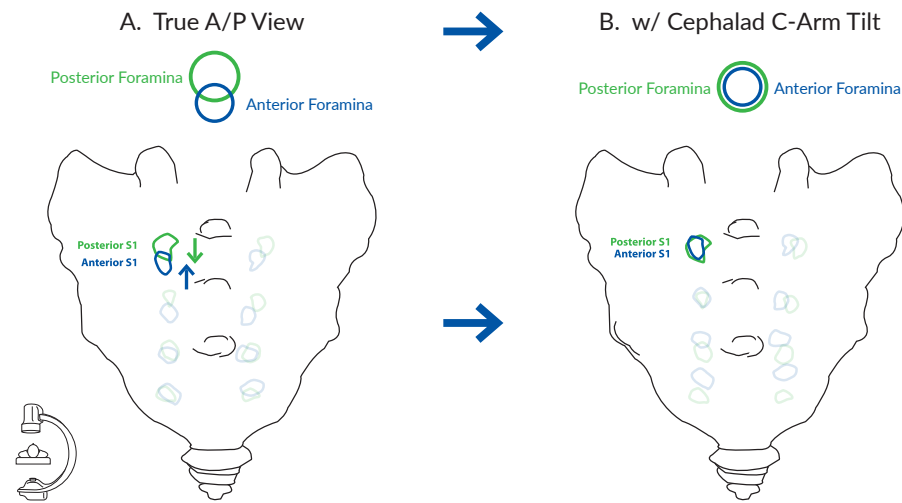 A. True A/P View
B. w/ Cephalad C-Arm Tilt
Posterior Foramina
Anterior Foramina
Posterior Foramina
Anterior Foramina
Posterior S1
Anterior S1
Posterior S1
Anterior S1